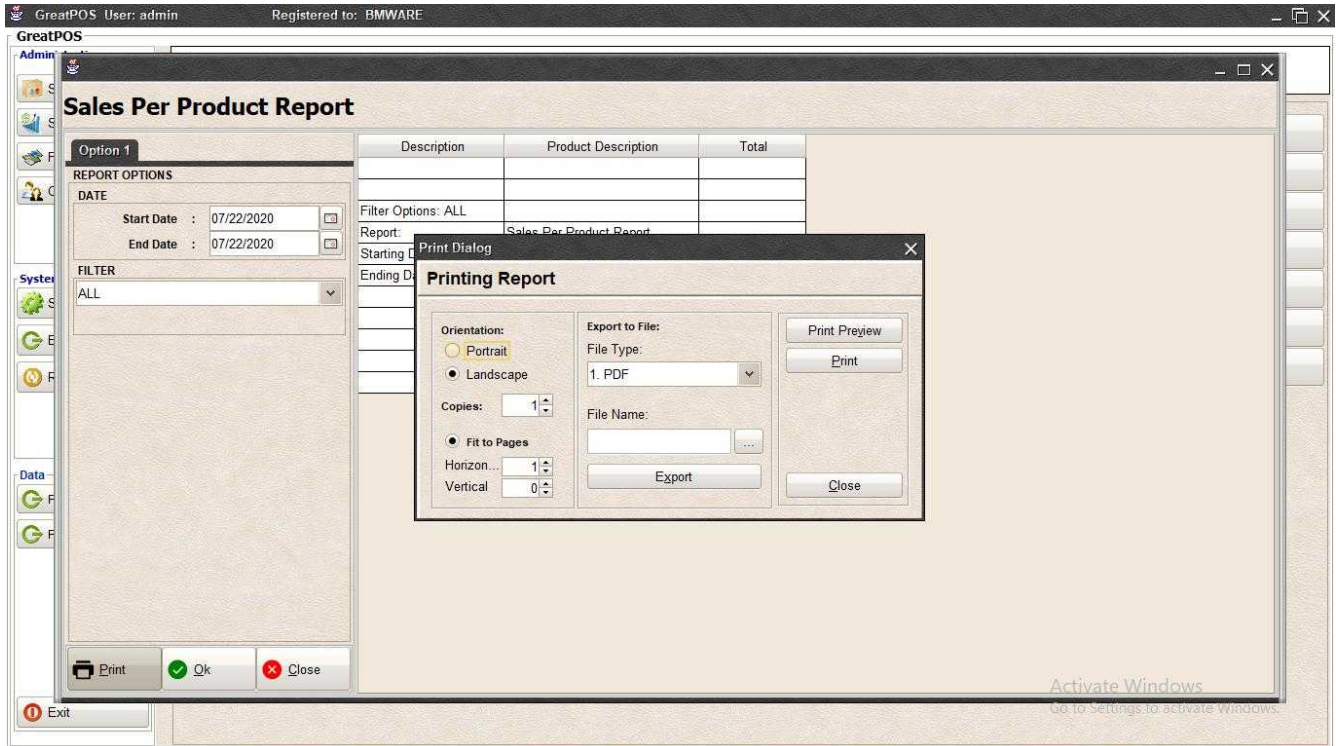 GreatPOS User: admin Registered to: BMWARE
GreatPOS
Sales Per Product Report
Option 1
REPORT OPTIONS
DATE
Start Date : 07/22/2020
End Date : 07/22/2020
FILTER
ALL
Description Product Description Total
Filter Options: ALL
Report: Sales Per Product Report
Starting
Ending
Print Dialog
Printing Report
Orientation:
Portrait
Landscape
Copies: 1
Fit to Pages
Horizon... 1
Vertical 0
Export to File:
File Type:
1. PDF
File Name:
...
Export
Print Preview
Print
Close
Data
Print
Ok
Close
Exit
Activate Windows
Go to Settings to activate Windows.